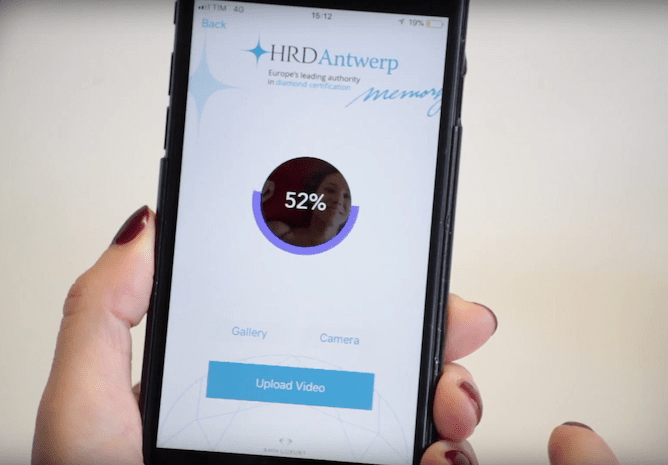 TIM 4G 16:12 19%
Back
HRDAntwerp
Europe's leading authority
in diamond certification
memory
52%
Gallery Camera
Upload Video